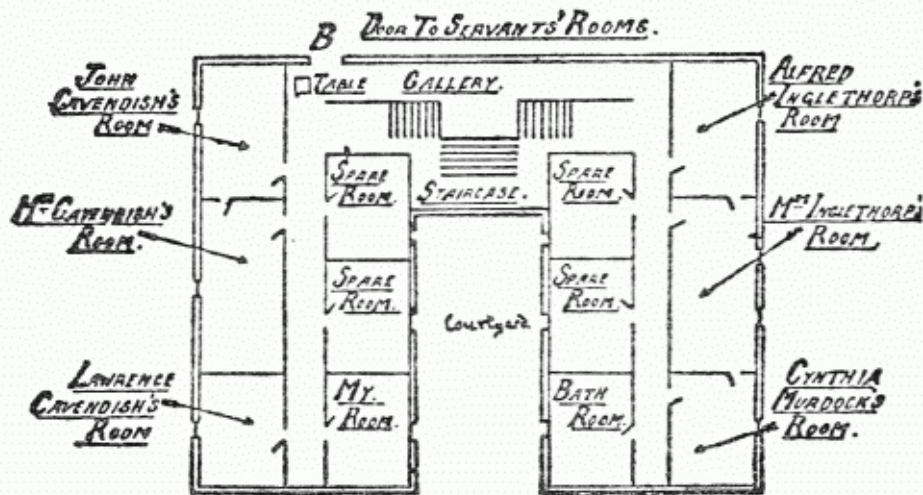 B
DOOR TO SERVANTS' ROOMS.
JOHN
CAVENDISH'S
ROOM
TABLE
GALLERY.
ALFRED
INGLETHORP'S
ROOM
SPARE
ROOM.
STAIRCASE.
SPARE
ROOM.
MRS CAVENDISH'S
ROOM.
MRS INGLETHORP'S
ROOM
SPARE
ROOM.
SPARE
ROOM.
Courtyard
LAWRENCE
CAVENDISH'S
ROOM
MY.
ROOM.
BATH
ROOM.
CYNTHIA
MURDOCK'S
ROOM.